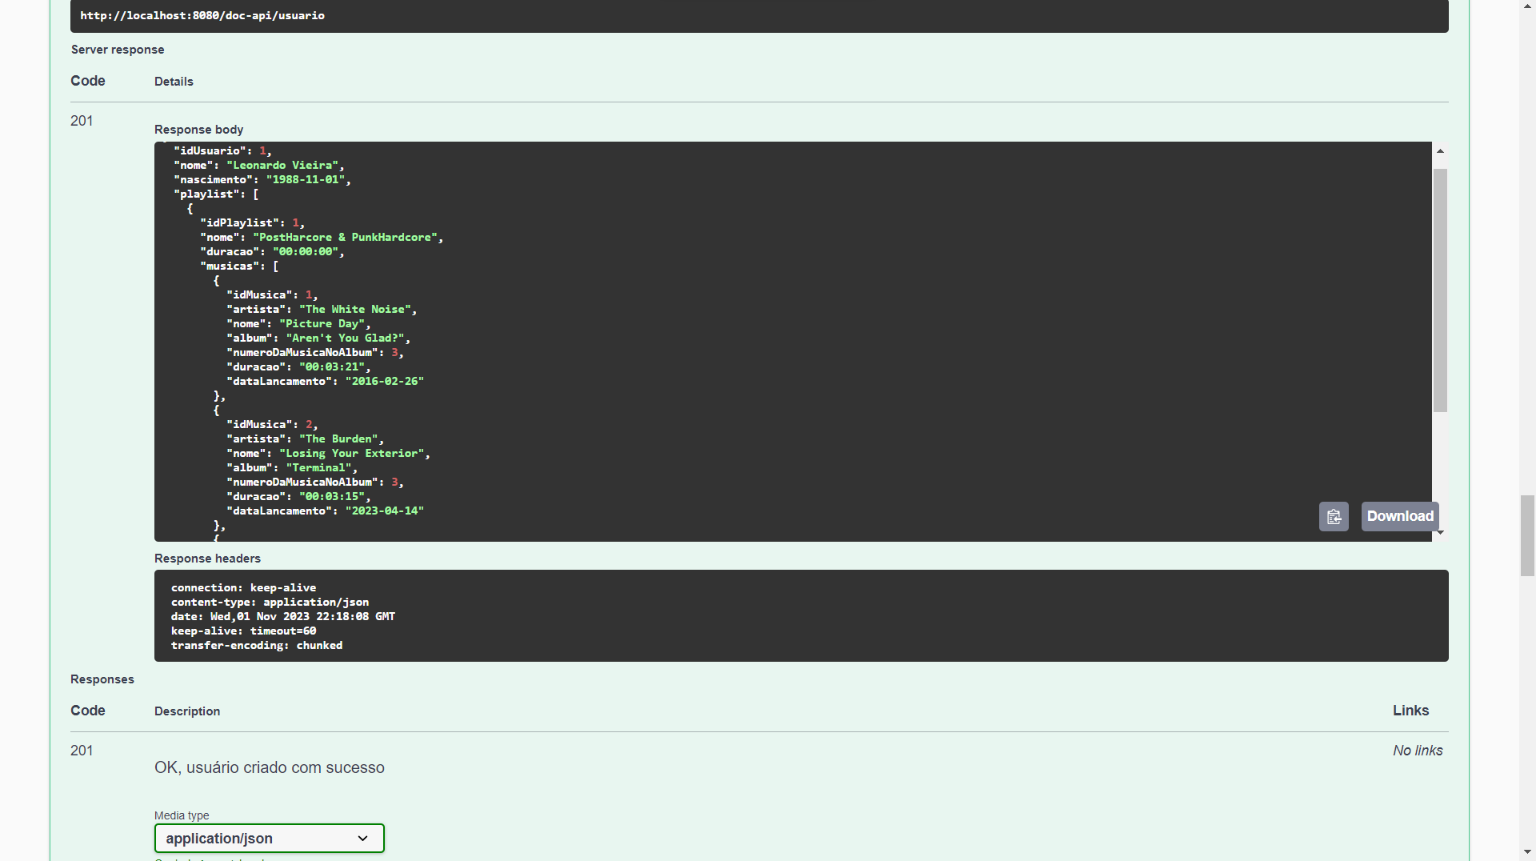 http://localhost:8080/doc-api/usuario
Server response
Code Details
201
Response body
"idUsuario": 1,
"nome": "Leonardo Vieira",
"nascimento": "1988-11-01",
"playlist": [
{
"idPlaylist": 1,
"nome": "PostHarcore & PunkHardcore",
"duracao": "00:00:00",
"musicas": [
{
"idMusica": 1,
"artista": "The White Noise",
"nome": "Picture Day",
"album": "Aren't You Glad?",
"numeroDaMusicaNoAlbum": 3,
"duracao": "00:03:21",
"dataLancamento": "2016-02-26"
},
{
"idMusica": 2,
"artista": "The Burden",
"nome": "Losing Your Exterior",
"album": "Terminal",
"numeroDaMusicaNoAlbum": 3,
"duracao": "00:03:15",
"dataLancamento": "2023-04-14"
},
{
Download
Response headers
connection: keep-alive
content-type: application/json
date: Wed,01 Nov 2023 22:18:08 GMT
keep-alive: timeout=60
transfer-encoding: chunked
Responses
Code Description Links
201 No links
OK, usuário criado com sucesso
Media type
application/json